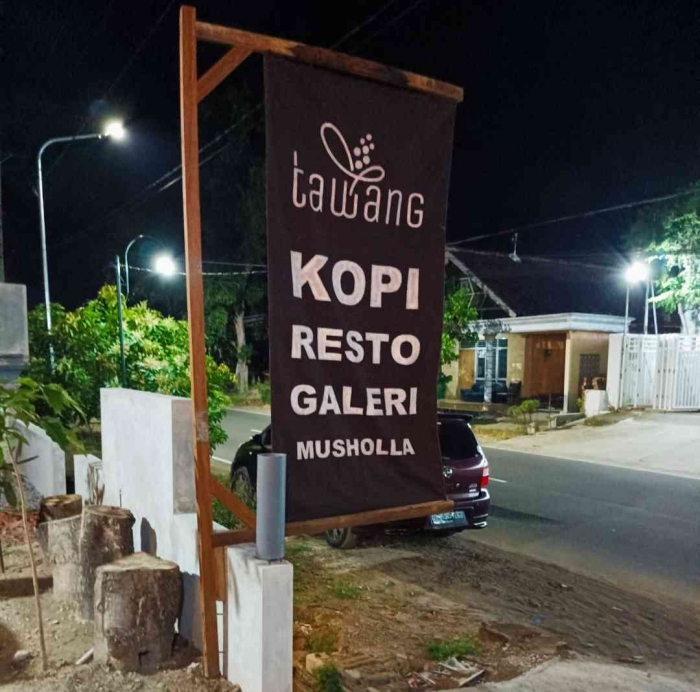 tawang
KOPI
RESTO
GALERI
MUSHOLLA